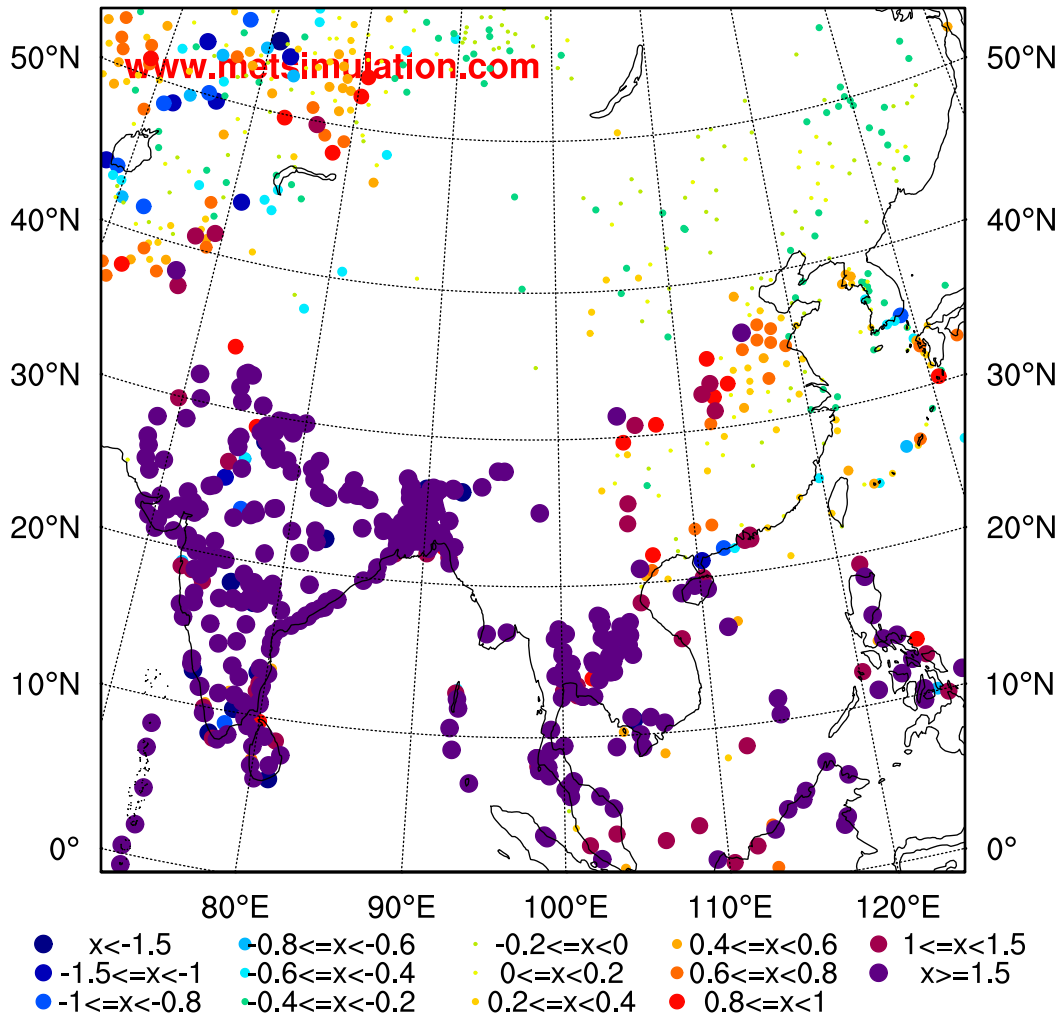 50°N
50°N
www.metsimulation.com
40°N
40°N
30°N
30°N
20°N
20°N
10°N
10°N
0°
0°
80°E 90°E 100°E 110°E 120°E
x<-1.5 -0.8<=x<-0.6 -0.2<=x<0 0.4<=x<0.6 1<=x<1.5
-1.5<=x<-1 -0.6<=x<-0.4 0<=x<0.2 0.6<=x<0.8 x>=1.5
-1<=x<-0.8 -0.4<=x<-0.2 0.2<=x<0.4 0.8<=x<1